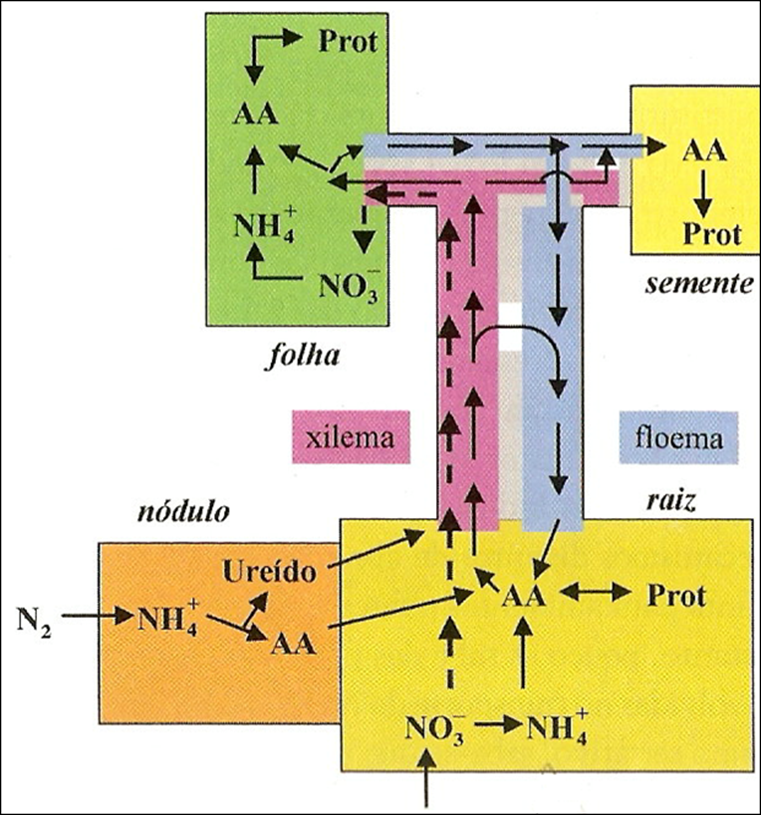 Prot
AA
NH₄⁺
NO₃⁻
folha
AA
Prot
semente
xilema
floema
nódulo
raiz
N₂
NH₄⁺
Ureído
AA
AA
Prot
NO₃⁻
NH₄⁺